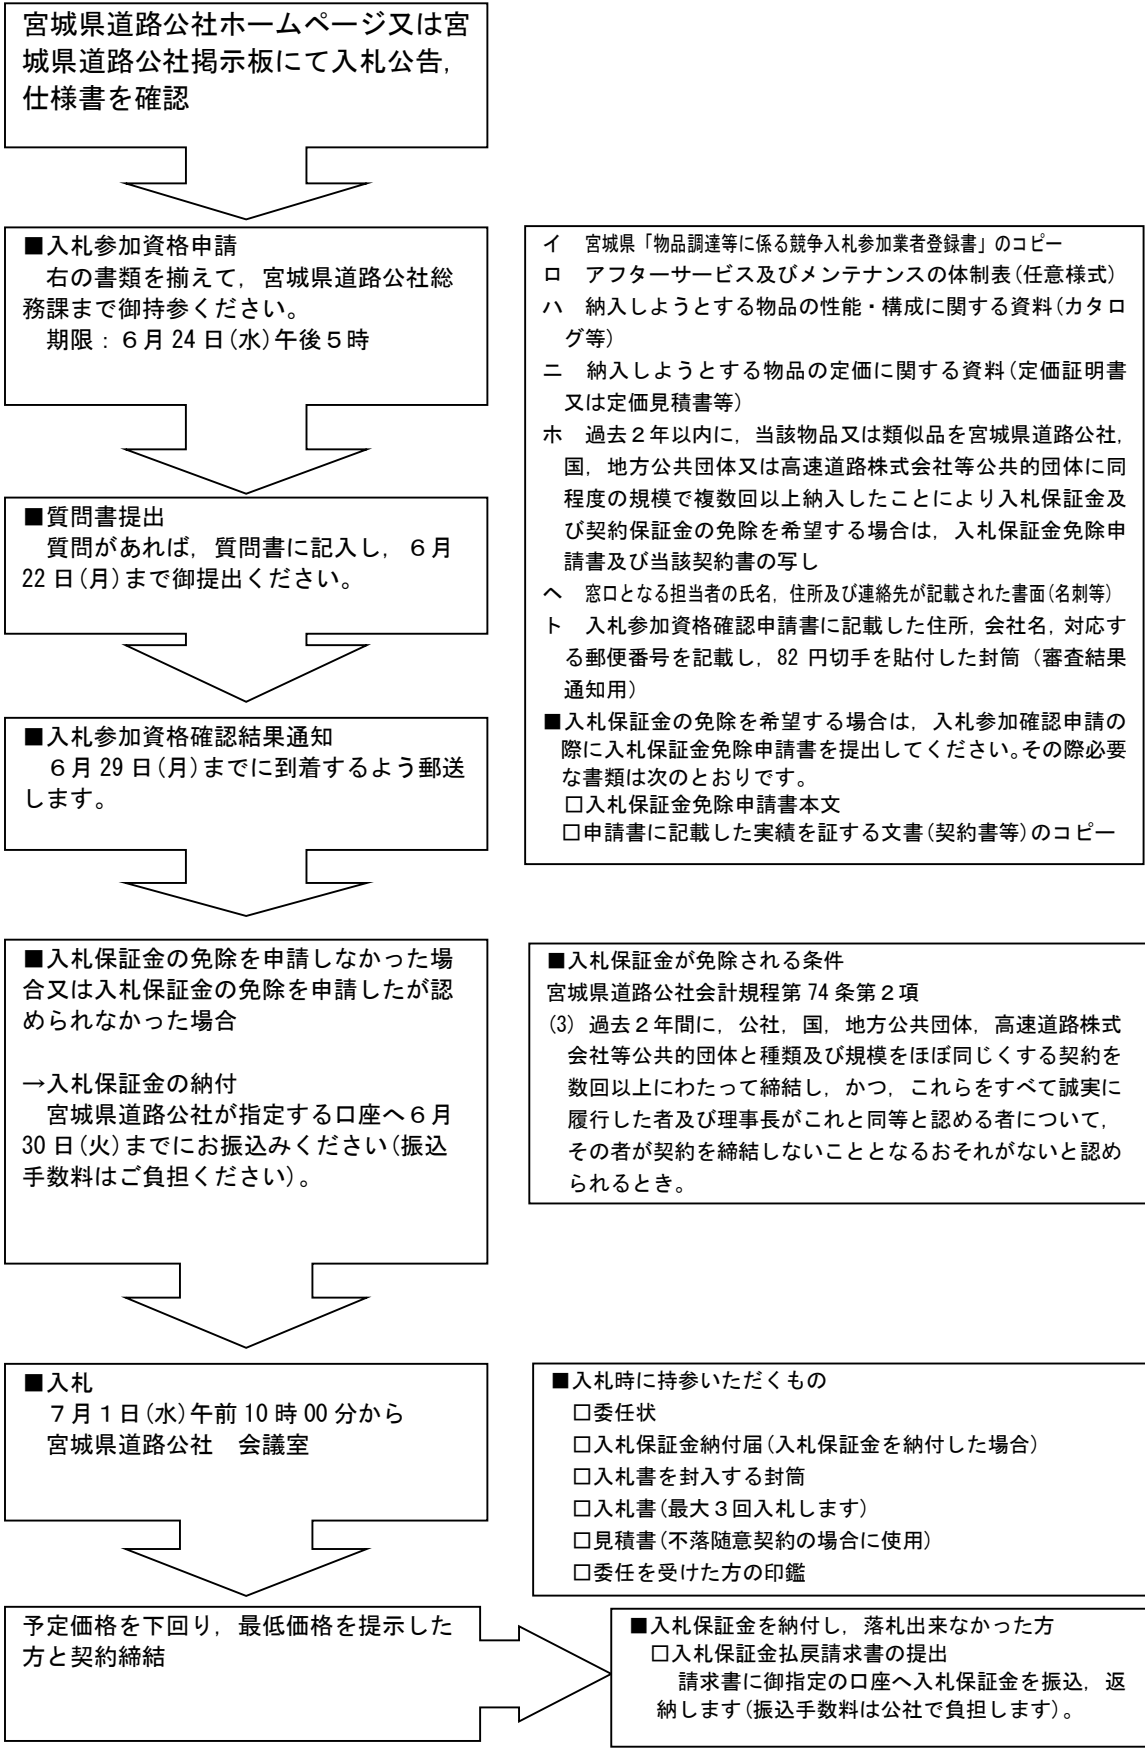 宮城県道路公社ホームページ又は宮
城県道路公社掲示板にて入札公告,
仕様書を確認
■入札参加資格申請
右の書類を揃えて，宮城県道路公社総
務課まで御持参ください。
期限：６月24日(水)午後５時
イ　宮城県「物品調達等に係る競争入札参加業者登録書」のコピー
ロ　アフターサービス及びメンテナンスの体制表(任意様式)
ハ　納入しようとする物品の性能・構成に関する資料(カタロ
グ等)
ニ　納入しようとする物品の定価に関する資料(定価証明書
又は定価見積書等)
ホ　過去２年以内に，当該物品又は類似品を宮城県道路公社,
国，地方公共団体又は高速道路株式会社等公共的団体に同
程度の規模で複数回以上納入したことにより入札保証金及
び契約保証金の免除を希望する場合は，入札保証金免除申
請書及び当該契約書の写し
ヘ　窓口となる担当者の氏名，住所及び連絡先が記載された書面(名刺等)
ト　入札参加資格確認申請書に記載した住所，会社名，対応す
る郵便番号を記載し，82 円切手を貼付した封筒（審査結果
通知用）
■入札保証金の免除を希望する場合は，入札参加確認申請の
際に入札保証金免除申請書を提出してください。その際必要
な書類は次のとおりです。
□入札保証金免除申請書本文
□申請書に記載した実績を証する文書(契約書等)のコピー
■質問書提出
質問があれば，質問書に記入し，６月
22日(月)まで御提出ください。
■入札参加資格確認結果通知
６月29日(月)までに到着するよう郵送
します。
■入札保証金の免除を申請しなかった場
合又は入札保証金の免除を申請したが認
められなかった場合
→入札保証金の納付
宮城県道路公社が指定する口座へ６月
30日(火)までにお振込みください(振込
手数料はご負担ください)。
■入札保証金が免除される条件
宮城県道路公社会計規程第74条第２項
(3) 過去２年間に，公社，国，地方公共団体，高速道路株式
会社等公共的団体と種類及び規模をほぼ同じくする契約を
数回以上にわたって締結し，かつ，これらをすべて誠実に
履行した者及び理事長がこれと同等と認める者について,
その者が契約を締結しないこととなるおそれがないと認め
られるとき。
■入札
７月１日(水)午前10時00分から
宮城県道路公社　会議室
■入札時に持参いただくもの
□委任状
□入札保証金納付届(入札保証金を納付した場合)
□入札書を封入する封筒
□入札書(最大３回入札します)
□見積書(不落随意契約の場合に使用)
□委任を受けた方の印鑑
予定価格を下回り，最低価格を提示した
方と契約締結
■入札保証金を納付し，落札出来なかった方
□入札保証金払戻請求書の提出
請求書に御指定の口座へ入札保証金を振込，返
納します(振込手数料は公社で負担します)。